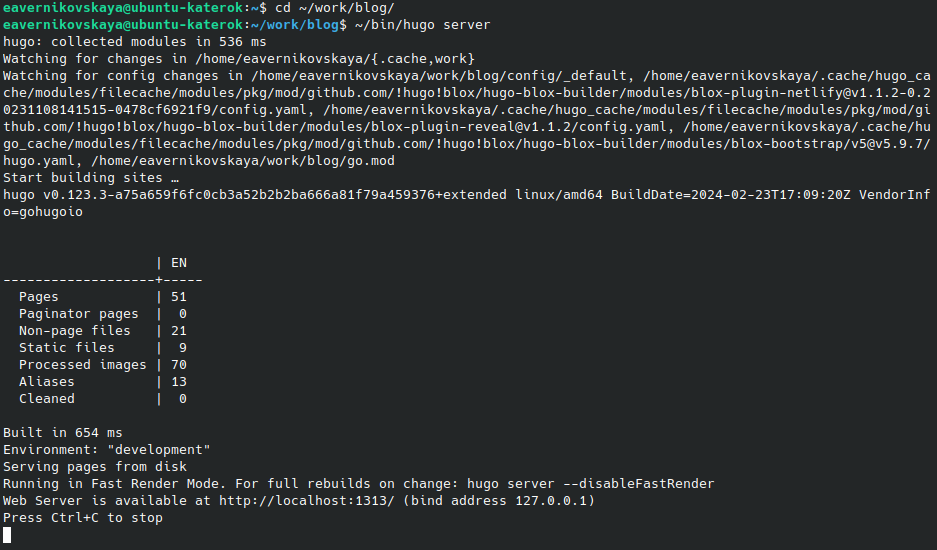 eavernikovskaya@ubuntu-katerok:~$ cd ~/work/blog/
eavernikovskaya@ubuntu-katerok:~/work/blog$ ~/bin/hugo server
hugo: collected modules in 536 ms
Watching for changes in /home/eavernikovskaya/{.cache,work}
Watching for config changes in /home/eavernikovskaya/work/blog/config/_default, /home/eavernikovskaya/.cache/hugo_ca
che/modules/filecache/modules/pkg/mod/github.com/!hugo!blox/hugo-blox-builder/modules/blox-plugin-netlify@v1.1.2-0.2
0231108141515-0478cf6921f9/config.yaml, /home/eavernikovskaya/.cache/hugo_cache/modules/filecache/modules/pkg/mod/gi
thub.com/!hugo!blox/hugo-blox-builder/modules/blox-plugin-reveal@v1.1.2/config.yaml, /home/eavernikovskaya/.cache/hu
go_cache/modules/filecache/modules/pkg/mod/github.com/!hugo!blox/hugo-blox-builder/modules/blox-bootstrap/v5@v5.9.7/
hugo.yaml, /home/eavernikovskaya/work/blog/go.mod
Start building sites …
hugo v0.123.3-a75a659f6fc0cb3a52b2b2ba666a81f79a459376+extended linux/amd64 BuildDate=2024-02-23T17:09:20Z VendorInf
o=gohugoio
                   | EN
-------------------+-----
  Pages            | 51
  Paginator pages  |  0
  Non-page files   | 21
  Static files     |  9
  Processed images | 70
  Aliases          | 13
  Cleaned          |  0
Built in 654 ms
Environment: "development"
Serving pages from disk
Running in Fast Render Mode. For full rebuilds on change: hugo server --disableFastRender
Web Server is available at http://localhost:1313/ (bind address 127.0.0.1)
Press Ctrl+C to stop